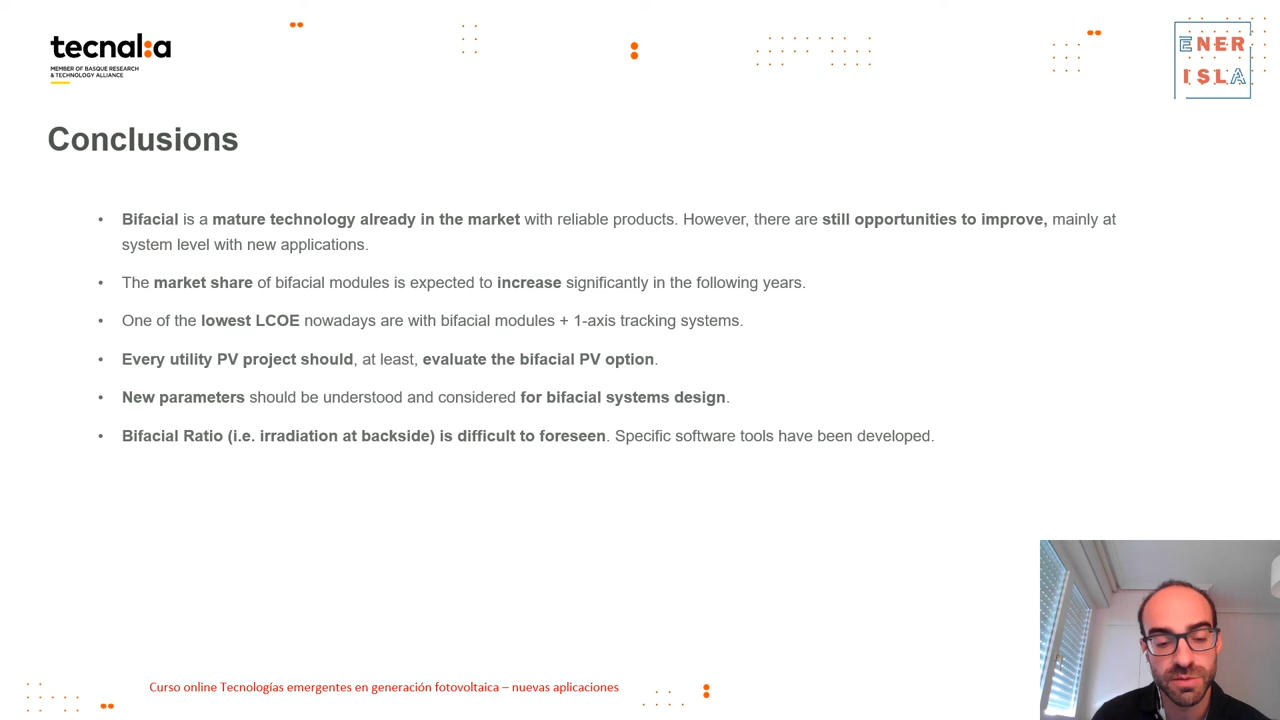 tecnal:a
MEMBER OF BASQUE RESEARCH
& TECHNOLOGY ALLIANCE
ENER
ISLA
Conclusions
• Bifacial is a mature technology already in the market with reliable products. However, there are still opportunities to improve, mainly at
system level with new applications.
• The market share of bifacial modules is expected to increase significantly in the following years.
• One of the lowest LCOE nowadays are with bifacial modules + 1-axis tracking systems.
• Every utility PV project should, at least, evaluate the bifacial PV option.
• New parameters should be understood and considered for bifacial systems design.
• Bifacial Ratio (i.e. irradiation at backside) is difficult to foreseen. Specific software tools have been developed.
Curso online Tecnologías emergentes en generación fotovoltaica – nuevas aplicaciones